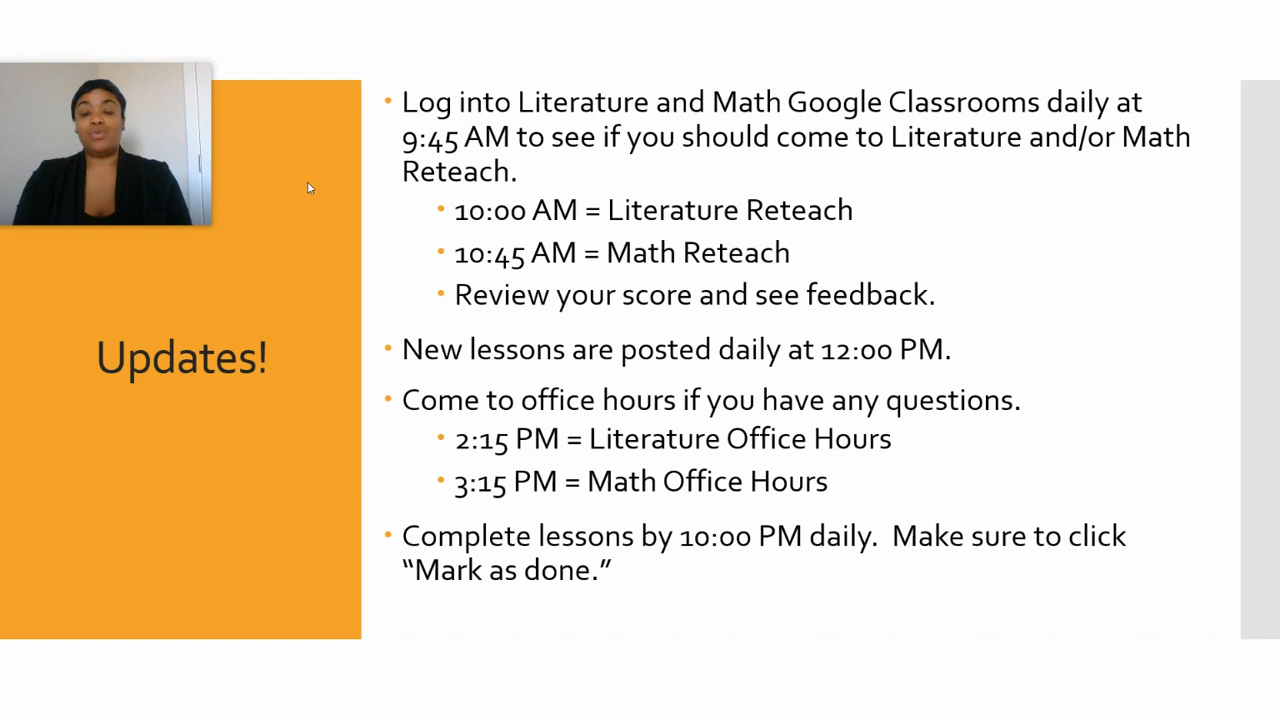 Updates!
Log into Literature and Math Google Classrooms daily at
9:45 AM to see if you should come to Literature and/or Math
Reteach.
10:00 AM = Literature Reteach
10:45 AM = Math Reteach
Review your score and see feedback.
New lessons are posted daily at 12:00 PM.
Come to office hours if you have any questions.
2:15 PM = Literature Office Hours
3:15 PM = Math Office Hours
Complete lessons by 10:00 PM daily.  Make sure to click
“Mark as done.”